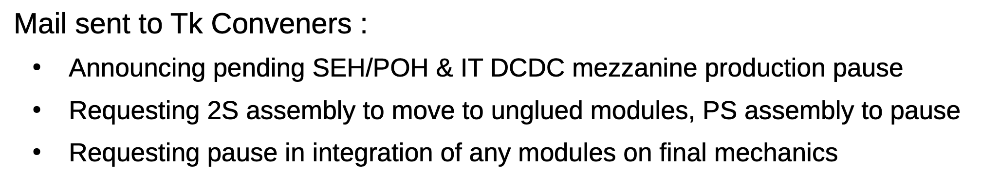 Mail sent to Tk Conveners :
• Announcing pending SEH/POH & IT DCDC mezzanine production pause
• Requesting 2S assembly to move to unglued modules, PS assembly to pause
• Requesting pause in integration of any modules on final mechanics